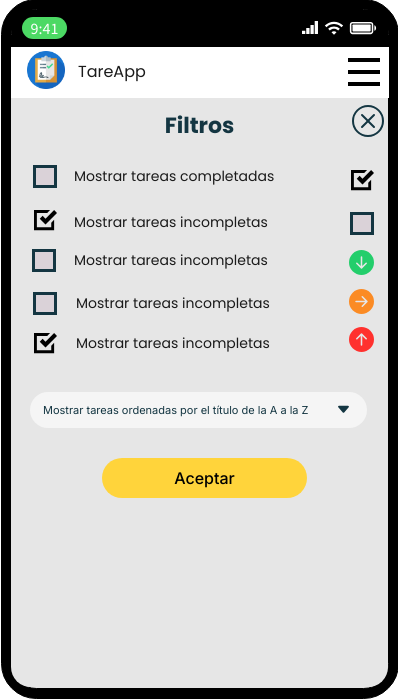 9:41
TareApp
Filtros
Mostrar tareas completadas
Mostrar tareas incompletas
Mostrar tareas incompletas
Mostrar tareas incompletas
Mostrar tareas incompletas
Mostrar tareas ordenadas por el título de la A a la Z
Aceptar